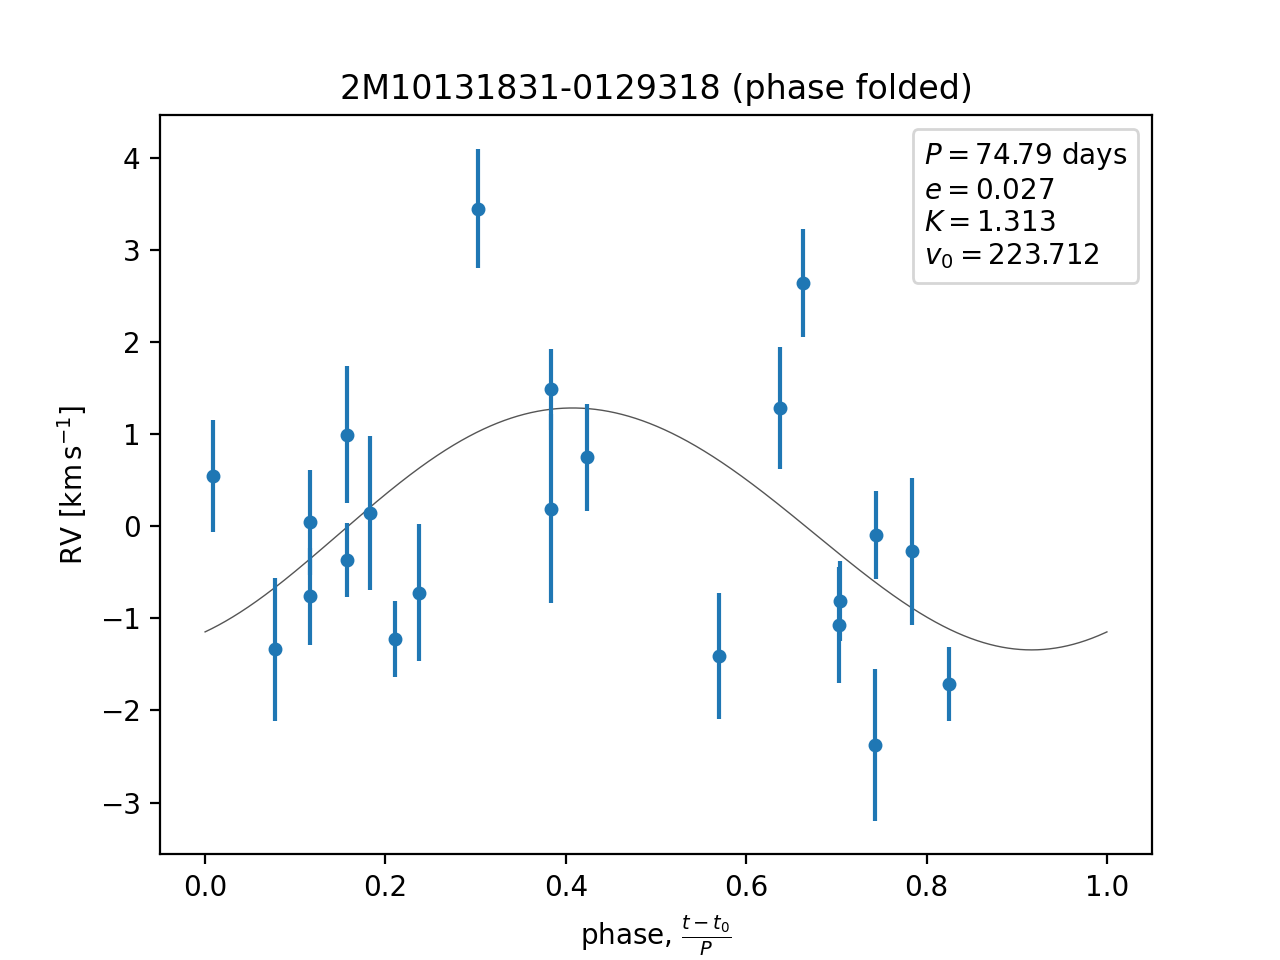 2M10131831-0129318 (phase folded)
P = 74.79 days
e = 0.027
K = 1.313
v₀ = 223.712
4
3
2
1
0
−1
−2
−3
RV [km s⁻¹]
0.0 0.2 0.4 0.6 0.8 1.0
phase, (t − t₀)/P